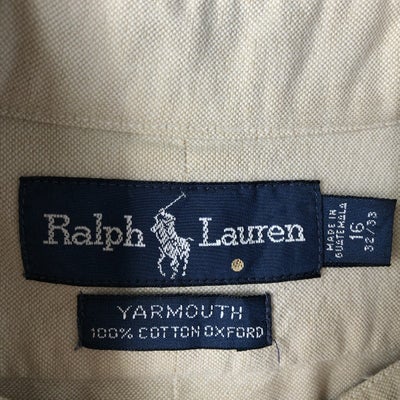 Ralph Lauren
MADE IN
GUATEMALA
16
32/33
YARMOUTH
100% COTTON OXFORD